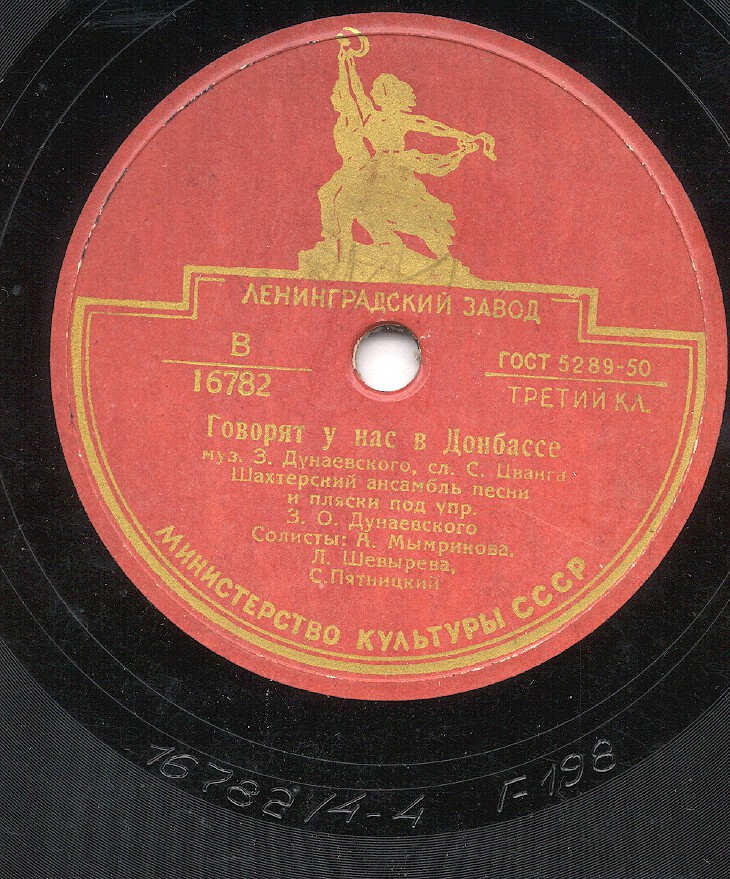 ЛЕНИНГРАДСКИЙ ЗАВОД
В
16782
ГОСТ 5289-50
ТРЕТИЙ КЛ.
Говорят у нас в Донбассе
муз. З. Дунаевского, сл. С. Цванга
Шахтерский ансамбль песни
и пляски под упр.
З. О. Дунаевского
Солисты: А. Мымрикова,
Л. Шевырева,
С. Пятницкий
МИНИСТЕРСТВО КУЛЬТУРЫ СССР
16782/4-4 F-198